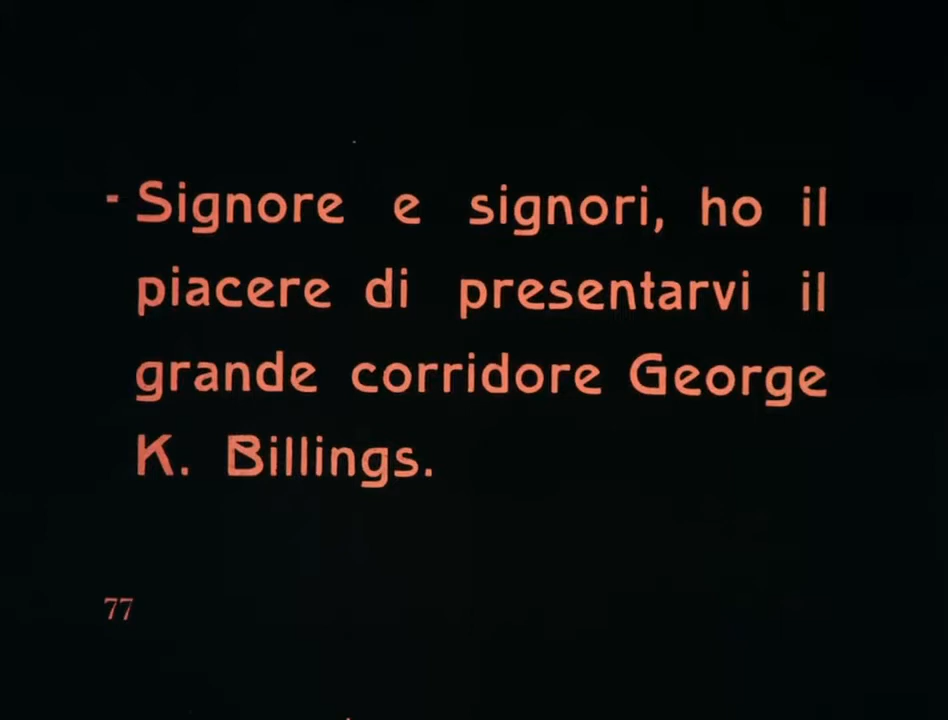 - Signore e signori, ho il
piacere di presentarvi il
grande corridore George
K. Billings.
77